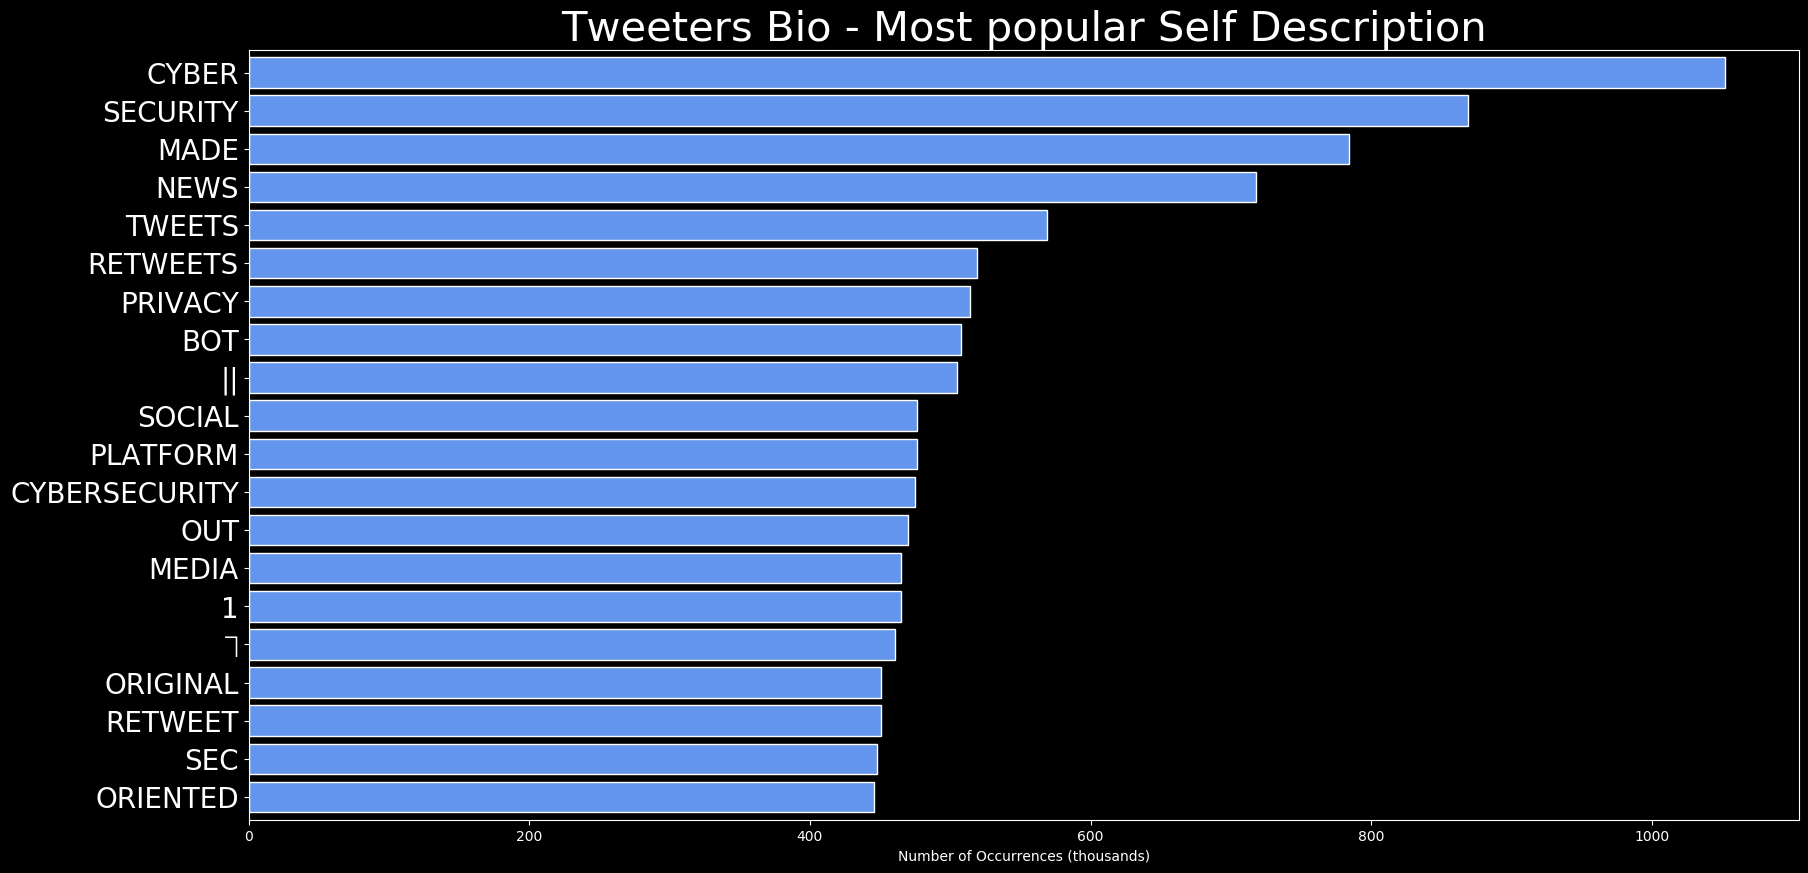 Tweeters Bio - Most popular Self Description
CYBER
SECURITY
MADE
NEWS
TWEETS
RETWEETS
PRIVACY
BOT
||
SOCIAL
PLATFORM
CYBERSECURITY
OUT
MEDIA
1
┐
ORIGINAL
RETWEET
SEC
ORIENTED
0 200 400 600 800 1000
Number of Occurrences (thousands)